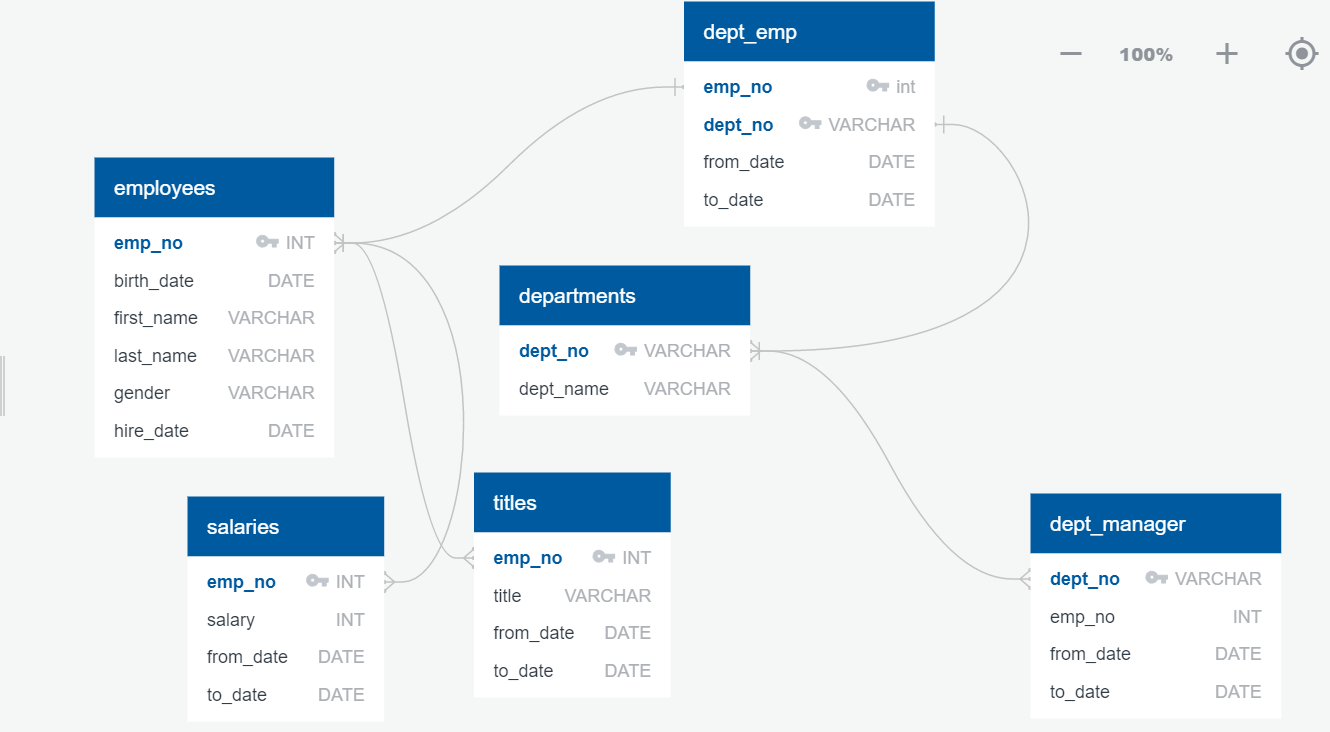 dept_emp
emp_no int
dept_no VARCHAR
from_date DATE
to_date DATE
100%
employees
emp_no INT
birth_date DATE
first_name VARCHAR
last_name VARCHAR
gender VARCHAR
hire_date DATE
departments
dept_no VARCHAR
dept_name VARCHAR
salaries
emp_no INT
salary INT
from_date DATE
to_date DATE
titles
emp_no INT
title VARCHAR
from_date DATE
to_date DATE
dept_manager
dept_no VARCHAR
emp_no INT
from_date DATE
to_date DATE